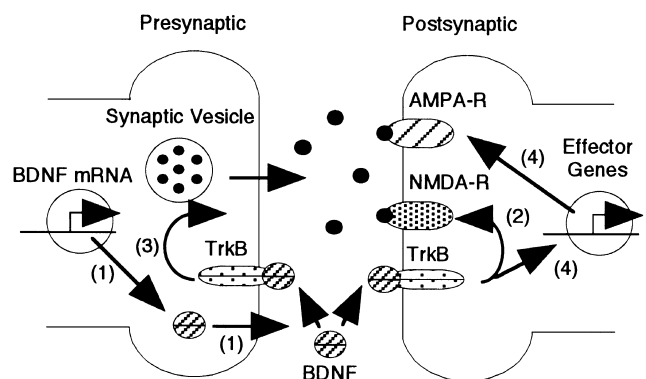 Presynaptic
Postsynaptic
Synaptic Vesicle
AMPA-R
BDNF mRNA
(4)
Effector
Genes
NMDA-R
(3)
TrkB
(2)
TrkB
(1)
(4)
(1)
BDNF